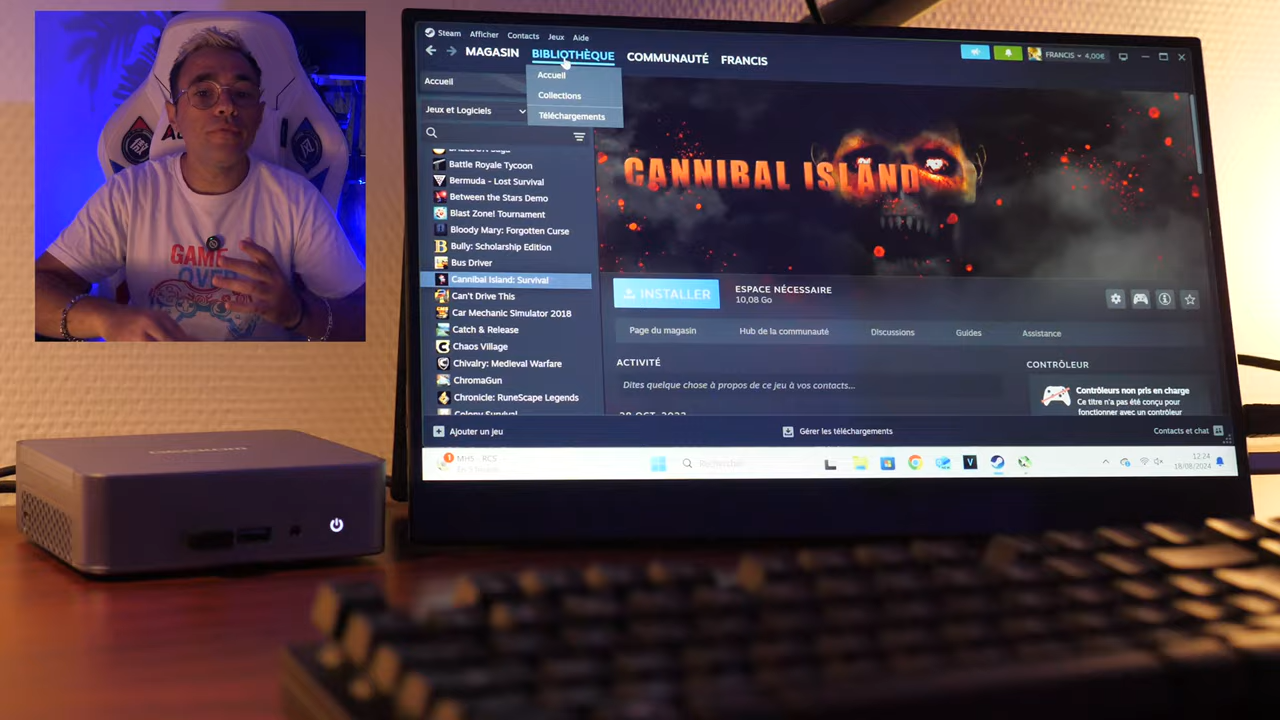 GAME
OVER
Steam Afficher Contacts Jeux Aide
MAGASIN BIBLIOTHÈQUE COMMUNAUTÉ FRANCIS
FRANCIS 4,00€
Accueil
Accueil
Collections
Téléchargements
Jeux et Logiciels
Battle Royale Tycoon
Bermuda - Lost Survival
Between the Stars Demo
Blast Zone! Tournament
Bloody Mary: Forgotten Curse
Bully: Scholarship Edition
Bus Driver
Cannibal Island: Survival
Can't Drive This
Car Mechanic Simulator 2018
Catch & Release
Chaos Village
Chivalry: Medieval Warfare
ChromaGun
Chronicle: RuneScape Legends
Colony Survival
CANNIBAL ISLAND
INSTALLER
ESPACE NÉCESSAIRE
10,08 Go
Page du magasin Hub de la communauté Discussions Guides Assistance
ACTIVITÉ
Dites quelque chose à propos de ce jeu à vos contacts...
CONTRÔLEUR
Contrôleurs non pris en charge
Ce titre n'a pas été conçu pour
fonctionner avec un contrôleur
Ajouter un jeu
Gérer les téléchargements
Contacts et chat
1
MHS - RCS
Rechercher
12:24
18/08/2024